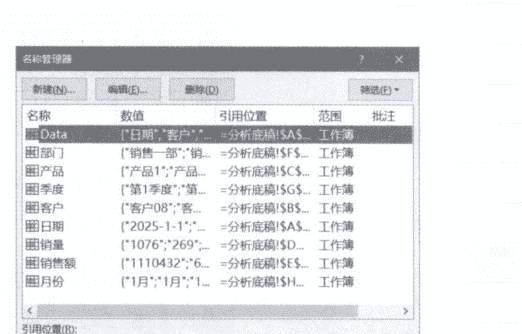 名称管理器 ? ×
新建(N)... 编辑(E)... 删除(D) 筛选(F)
名称 数值 引用位置 范围 批注
Data {"日期","客户","... =分析底稿!$A$... 工作簿
部门 {"销售一部";"销... =分析底稿!$F$... 工作簿
产品 {"产品1";"产品... =分析底稿!$C$... 工作簿
季度 {"第1季度";"第... =分析底稿!$G$... 工作簿
客户 {"客户08";"客... =分析底稿!$B$... 工作簿
日期 {"2025-1-1";"... =分析底稿!$A$... 工作簿
销量 {"1076";"269";... =分析底稿!$D... 工作簿
销售额 {"1110432";"6... =分析底稿!$E$... 工作簿
月份 {"1月";"1月";"1... =分析底稿!$H... 工作簿
引用位置(R):